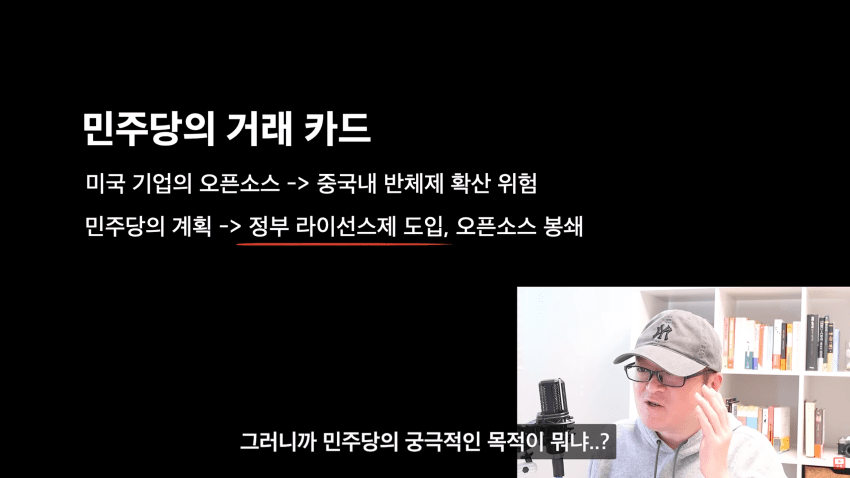 민주당의 거래 카드
미국 기업의 오픈소스 -> 중국내 반체제 확산 위험
민주당의 계획 -> 정부 라이선스제 도입, 오픈소스 봉쇄
그러니까 민주당의 궁극적인 목적이 뭐냐..?